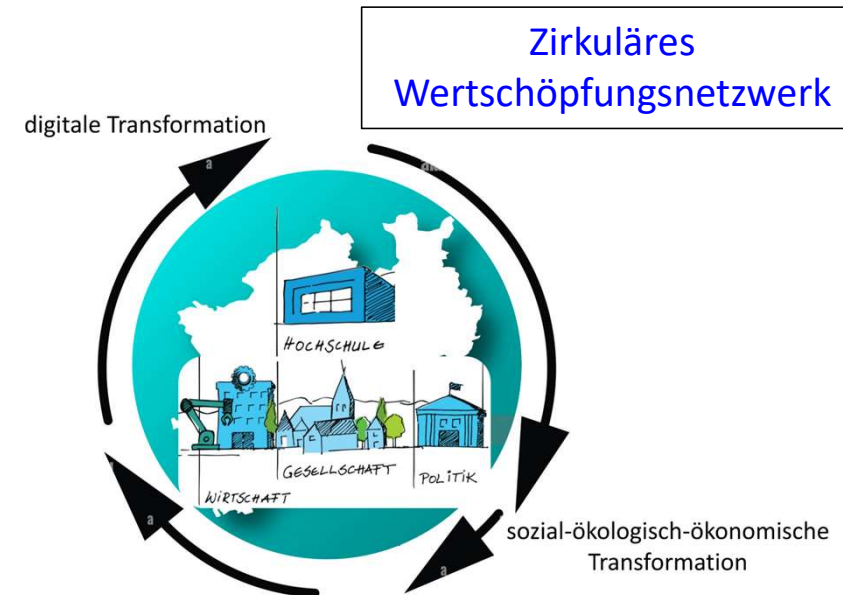 Zirkuläres
Wertschöpfungsnetzwerk
digitale Transformation
a
HOCHSCHULE
GESELLSCHAFT
POLITIK
WIRTSCHAFT
a
sozial-ökologisch-ökonomische
Transformation
a